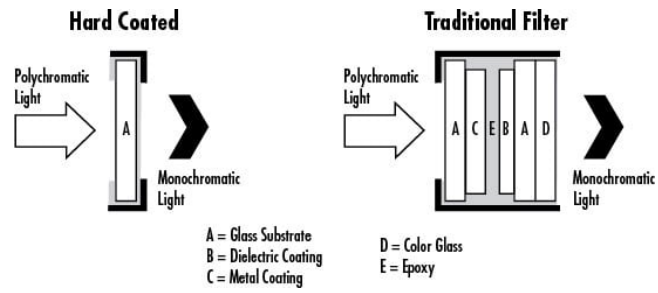 Hard Coated
Traditional Filter
Polychromatic
Light
A
Monochromatic
Light
Polychromatic
Light
A C E B A D
Monochromatic
Light
A = Glass Substrate
B = Dielectric Coating
C = Metal Coating
D = Color Glass
E = Epoxy